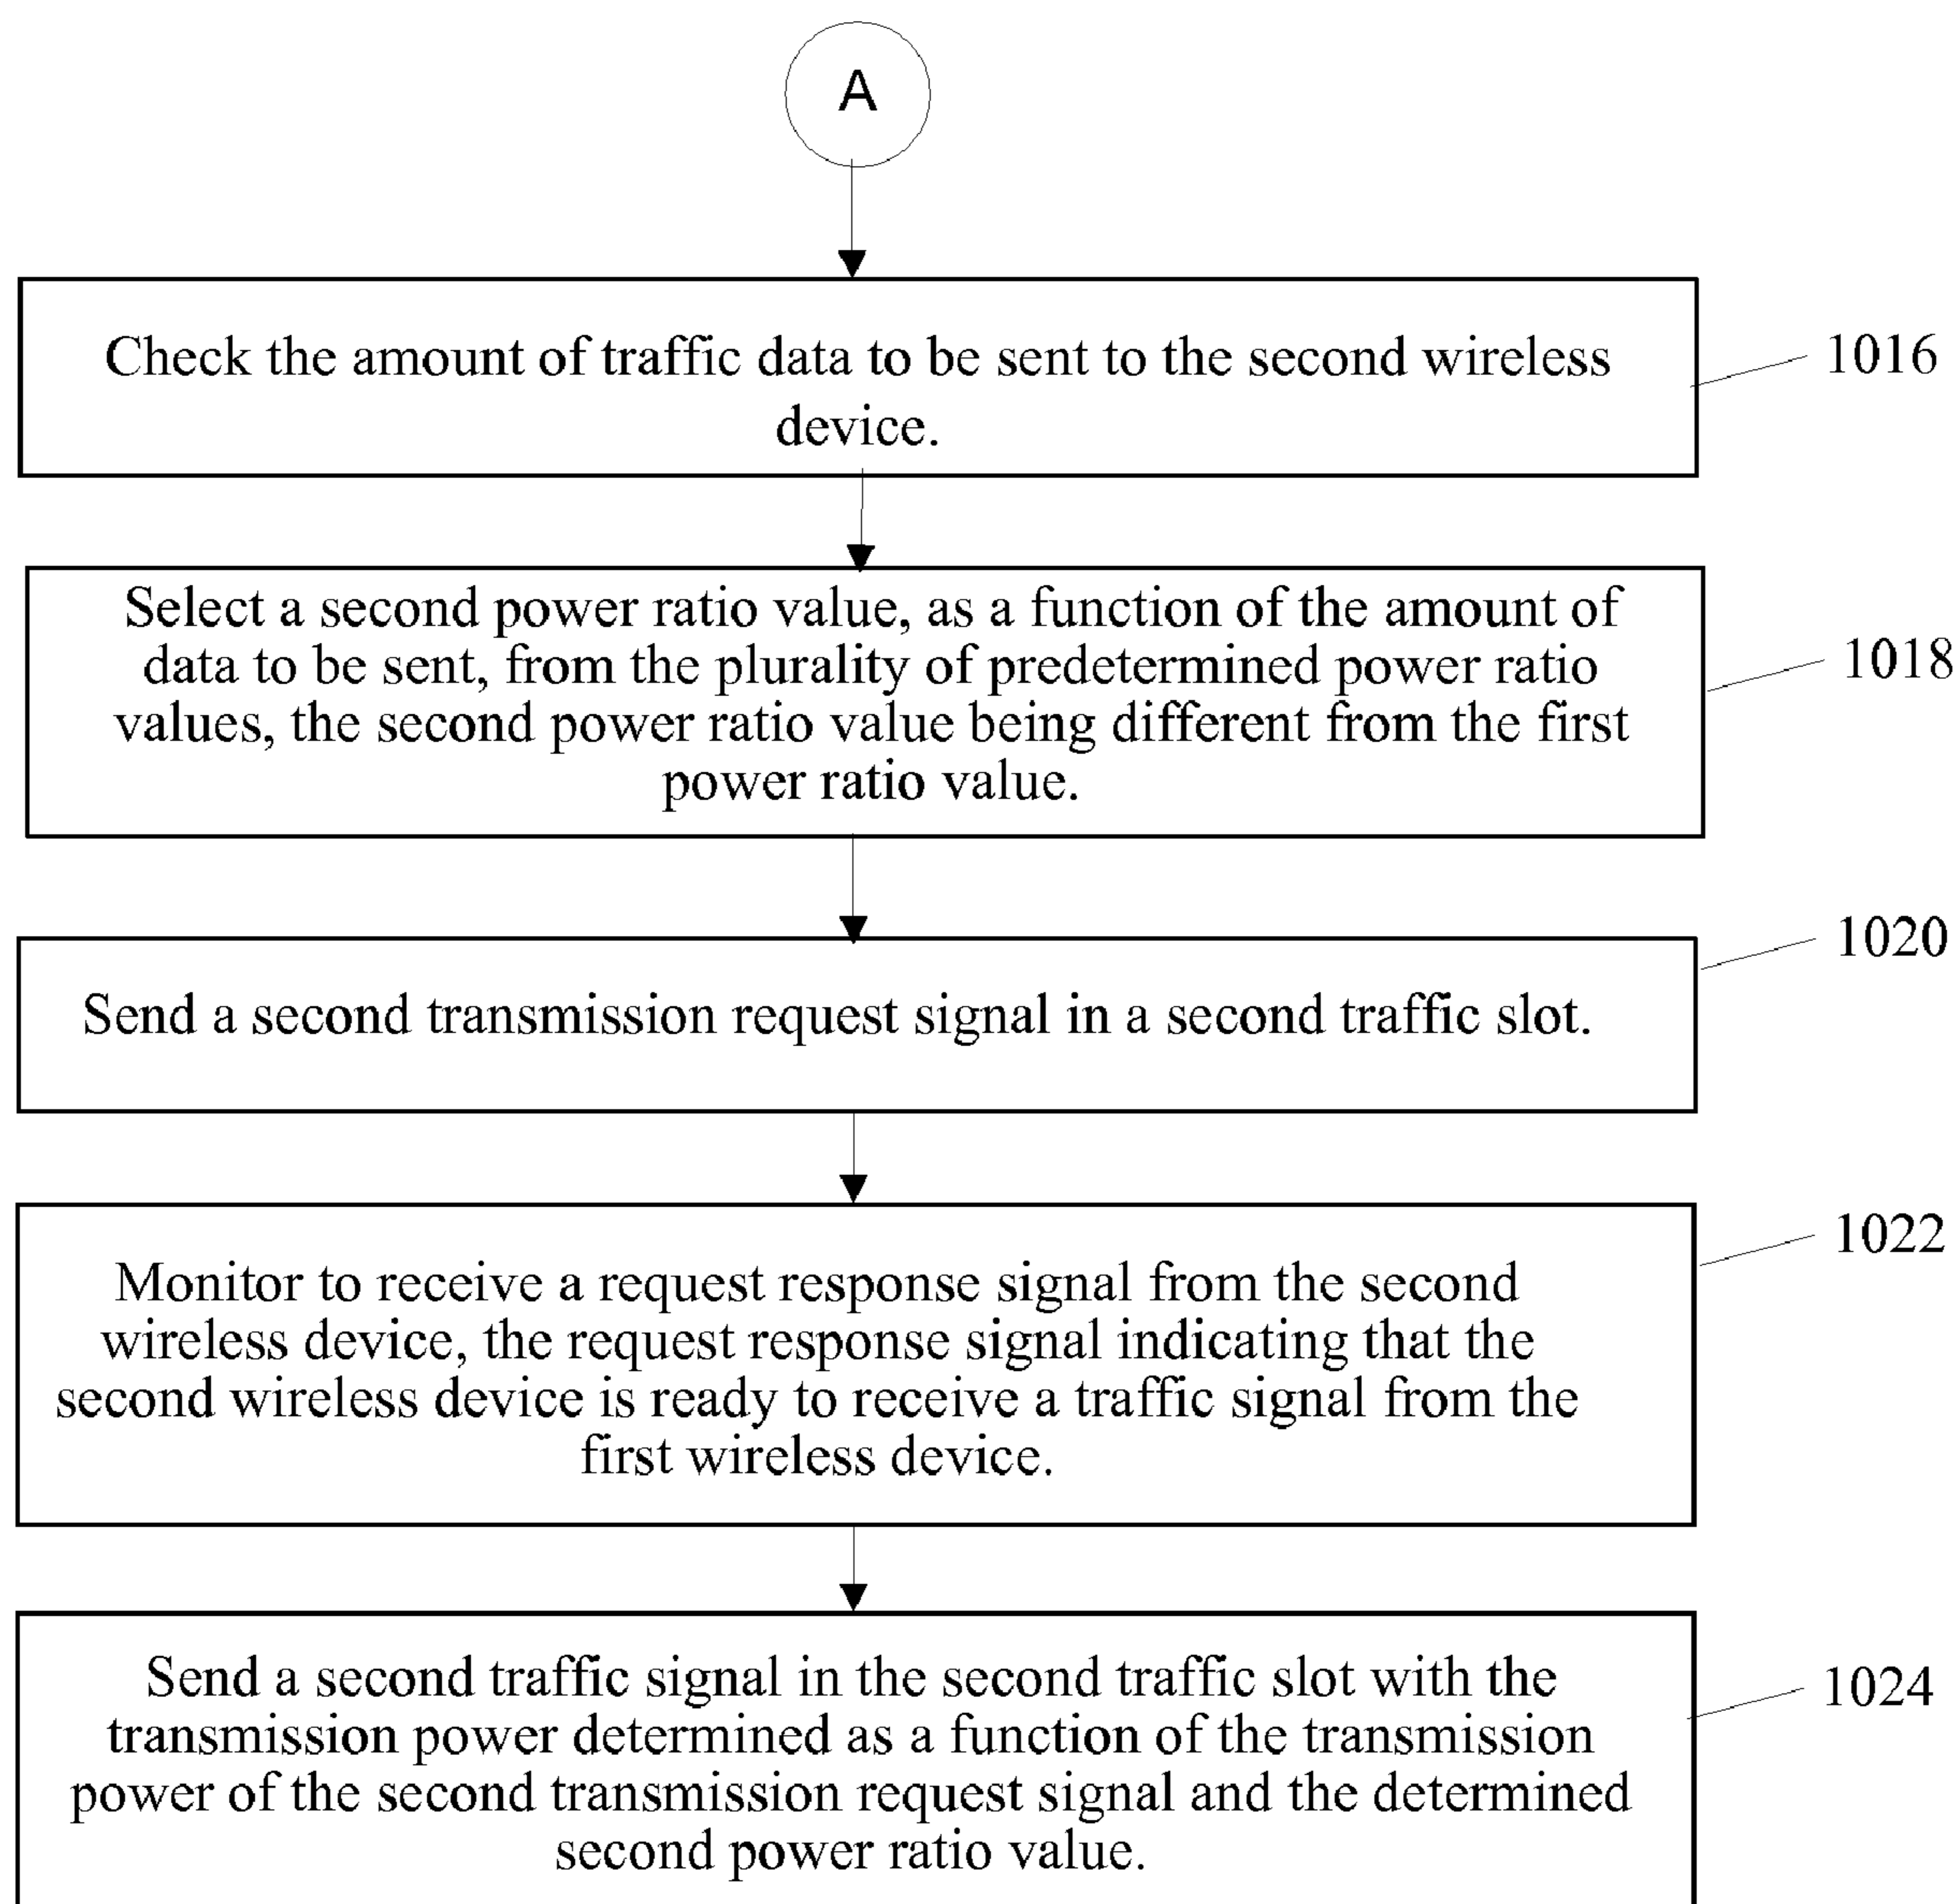 A
Check the amount of traffic data to be sent to the second wireless
device.
1016
Select a second power ratio value, as a function of the amount of
data to be sent, from the plurality of predetermined power ratio
values, the second power ratio value being different from the first
power ratio value.
1018
Send a second transmission request signal in a second traffic slot.
1020
Monitor to receive a request response signal from the second
wireless device, the request response signal indicating that the
second wireless device is ready to receive a traffic signal from the
first wireless device.
1022
Send a second traffic signal in the second traffic slot with the
transmission power determined as a function of the transmission
power of the second transmission request signal and the determined
second power ratio value.
1024